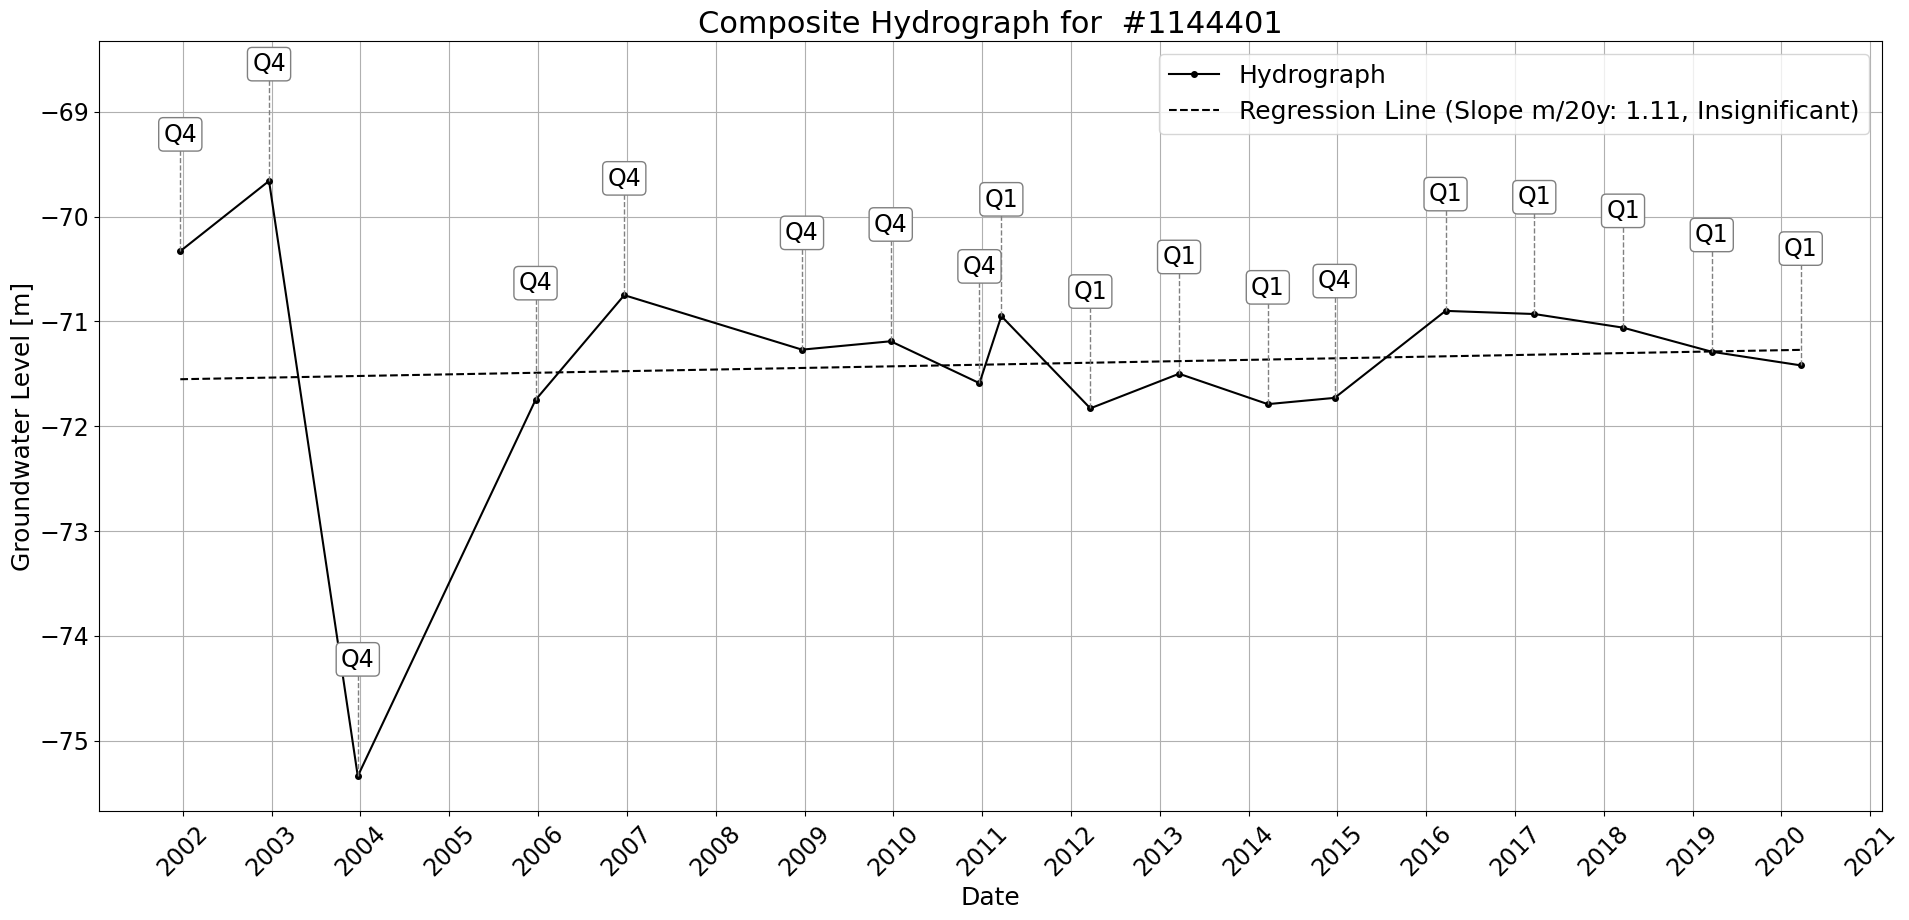 Composite Hydrograph for  #1144401
Hydrograph
Regression Line (Slope m/20y: 1.11, Insignificant)
Groundwater Level [m]
−69
−70
−71
−72
−73
−74
−75
Q4
Q4
Q4
Q4
Q4
Q4
Q4
Q4
Q1
Q1
Q1
Q1
Q4
Q1
Q1
Q1
Q1
Q1
2002
2003
2004
2005
2006
2007
2008
2009
2010
2011
2012
2013
2014
2015
2016
2017
2018
2019
2020
2021
Date